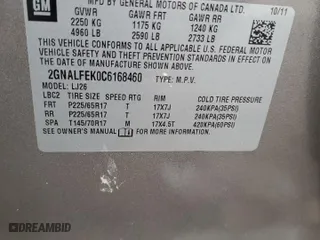 GM
MFD BY GENERAL MOTORS OF CANADA LTD.
10/11
GVWR GAWR FRT GAWR RR
2250 KG 1175 KG 1240 KG
4960 LB 2590 LB 2733 LB
THIS VEHICLE CONFORMS TO ALL APPLICABLE U.S. FEDERAL MOTOR
VEHICLE SAFETY AND THEFT PREVENTION STANDARDS IN EFFECT ON
THE DATE OF MANUFACTURE SHOWN ABOVE.
2GNALFEK0C6168460 TYPE: M.P.V.
MODEL: LJ26
LBC2 TIRE SIZE SPEED RTG RIM COLD TIRE PRESSURE
FRT P225/65R17 T 17X7J 240KPA(35PSI)
RR P225/65R17 T 17X7J 240KPA(35PSI)
SPA T145/70R17 M 17X4.5T 420KPA(60PSI)
SEE OWNER'S MANUAL FOR ADDITIONAL INFORMATION.
DREAMBID